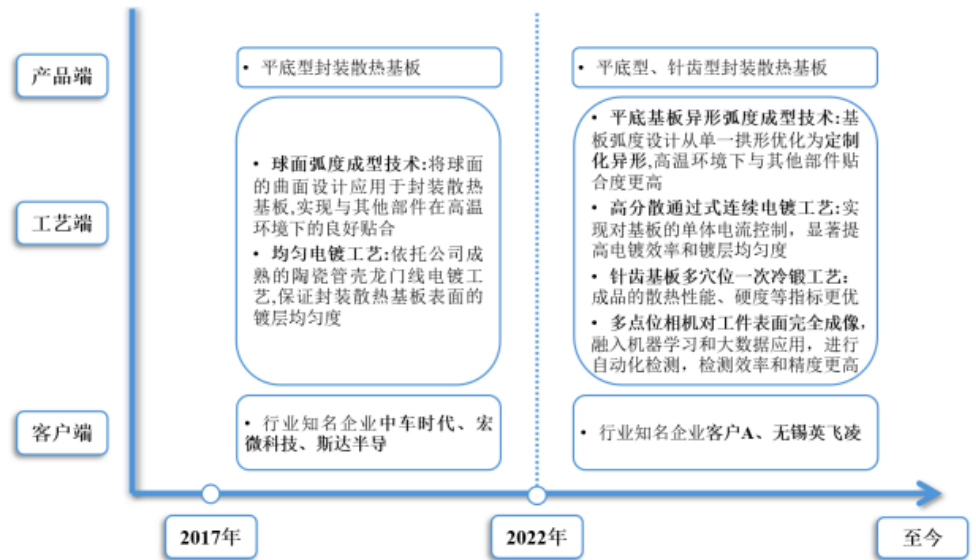 产品端
• 平底型封装散热基板
• 平底型、针齿型封装散热基板
工艺端
• 球面弧度成型技术:将球面
的曲面设计应用于封装散热
基板,实现与其他部件在高温
环境下的良好贴合
• 均匀电镀工艺:依托公司成
熟的陶瓷管壳龙门线电镀工
艺,保证封装散热基板表面的
镀层均匀度
• 平底基板异形弧度成型技术:基
板弧度设计从单一拱形优化为定制
化异形,高温环境下与其他部件贴
合度更高
• 高分散通过式连续电镀工艺:实
现对基板的单体电流控制，显著提
高电镀效率和镀层均匀度
• 针齿基板多穴位一次冷锻工艺:
成品的散热性能、硬度等指标更优
• 多点位相机对工件表面完全成像，
融入机器学习和大数据应用，进行
自动化检测，检测效率和精度更高
客户端
• 行业知名企业中车时代、宏
微科技、斯达半导
• 行业知名企业客户A、无锡英飞凌
2017年
2022年
至今